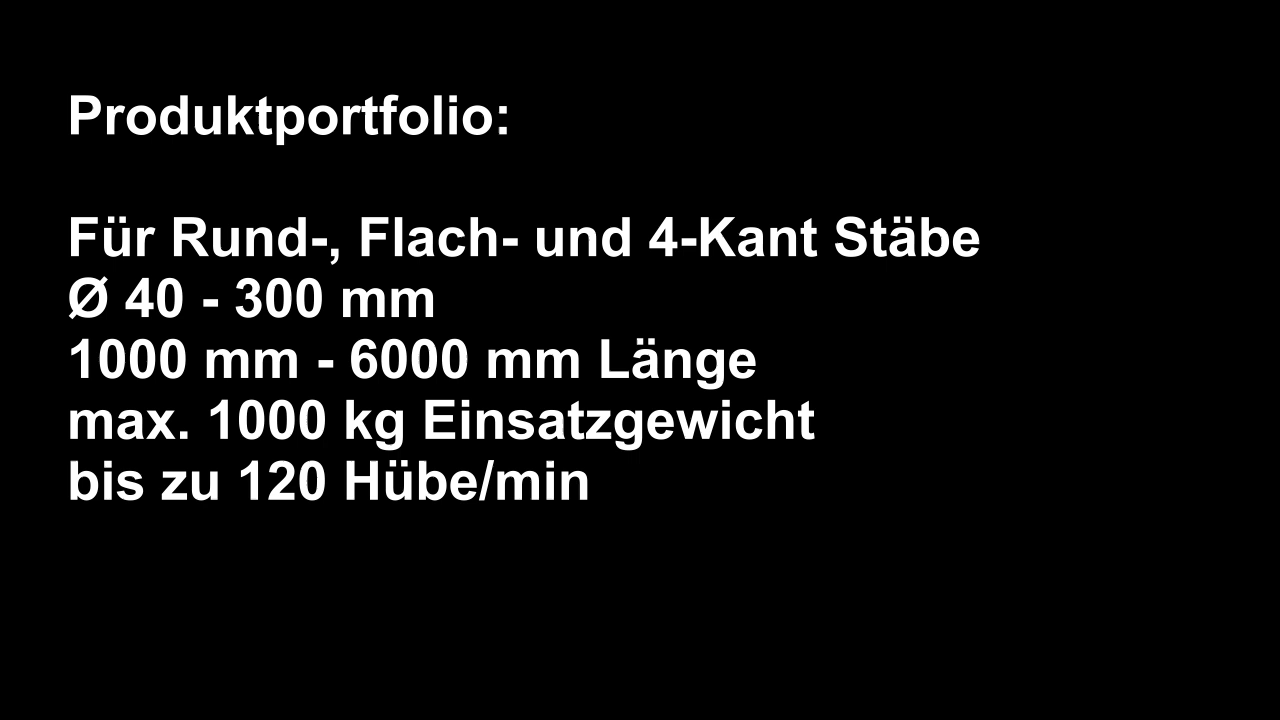 Produktportfolio:
Für Rund-, Flach- und 4-Kant Stäbe
Ø 40 - 300 mm
1000 mm - 6000 mm Länge
max. 1000 kg Einsatzgewicht
bis zu 120 Hübe/min